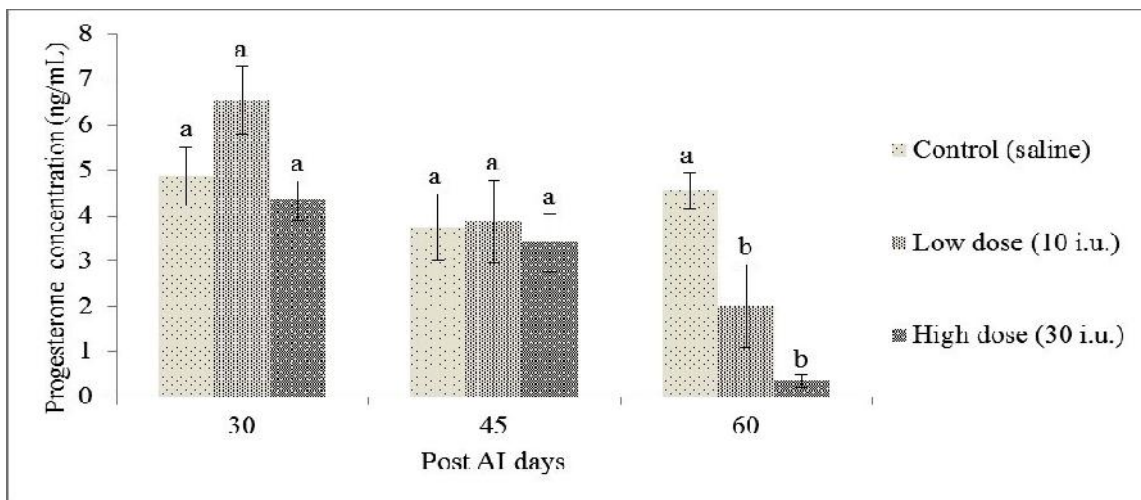 Progesterone concentration (ng/mL)
8
7
6
5
4
3
2
1
0
a
a
a
a
a
a
a
b
b
30
45
60
Post AI days
Control (saline)
Low dose (10 i.u.)
High dose (30 i.u.)